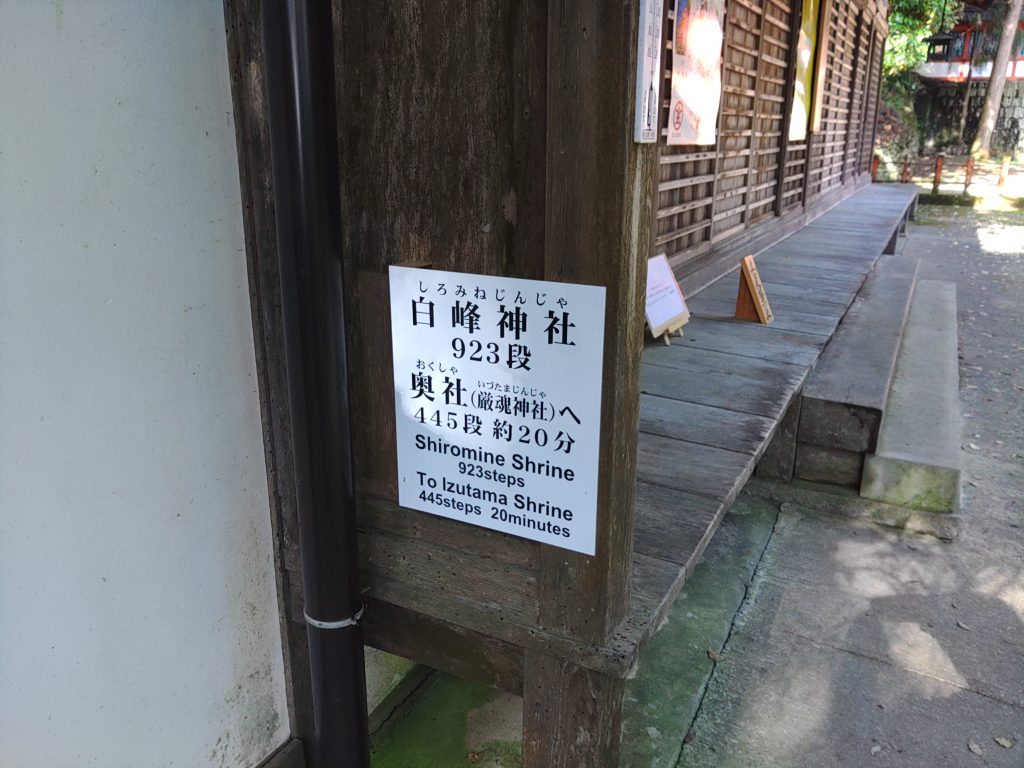 しろみねじんじゃ
白峰神社
923段
おくしゃ いづたまじんじゃ
奥社(厳魂神社)へ
445段 約20分
Shiromine Shrine
923steps
To Izutama Shrine
445steps 20minutes